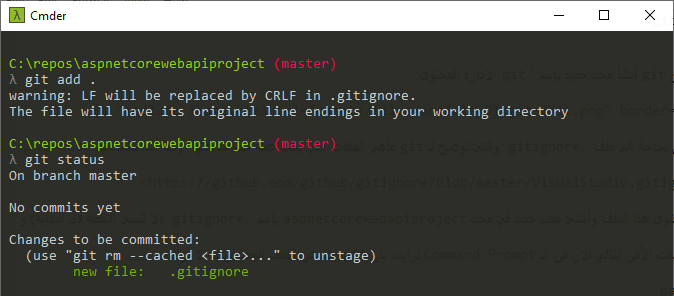 Cmder
C:\repos\aspnetcorewebapiproject (master)
λ git add .
warning: LF will be replaced by CRLF in .gitignore.
The file will have its original line endings in your working directory
C:\repos\aspnetcorewebapiproject (master)
λ git status
On branch master
No commits yet
Changes to be committed:
(use "git rm --cached <file>..." to unstage)
new file: .gitignore